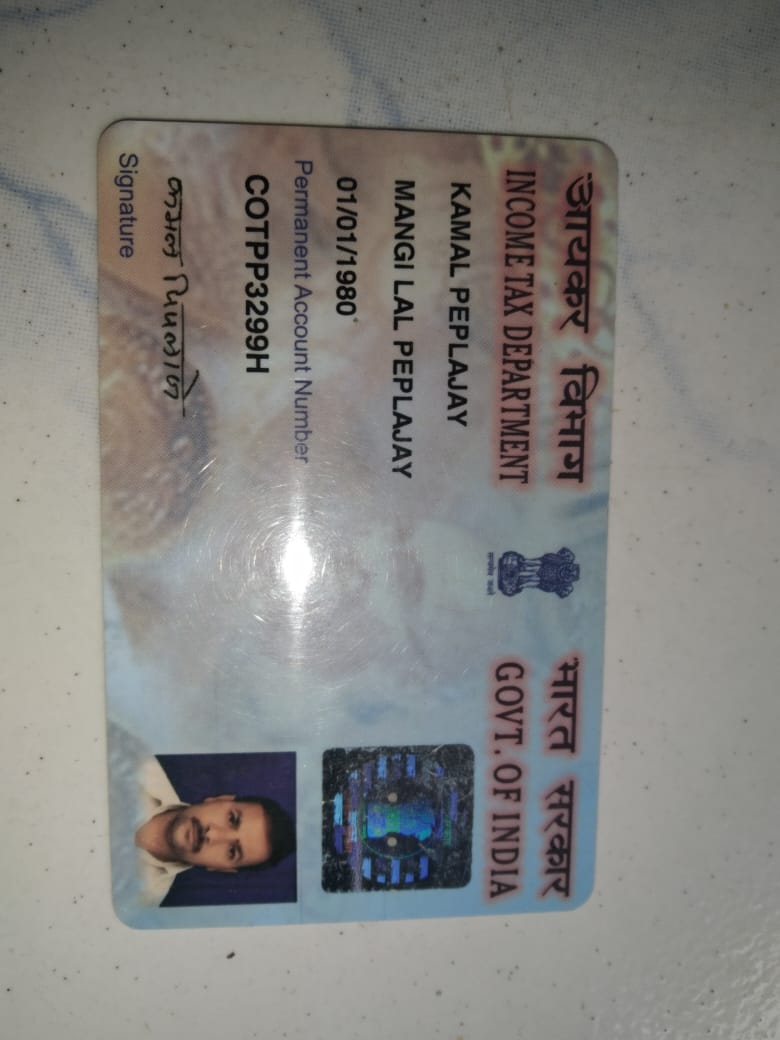 आयकर विभाग
INCOME TAX DEPARTMENT
सत्यमेव जयते
भारत सरकार
GOVT. OF INDIA
KAMAL PEPLAJAY
MANGI LAL PEPLAJAY
01/01/1980
Permanent Account Number
COTPP3299H
कमल पिपलाजे
Signature